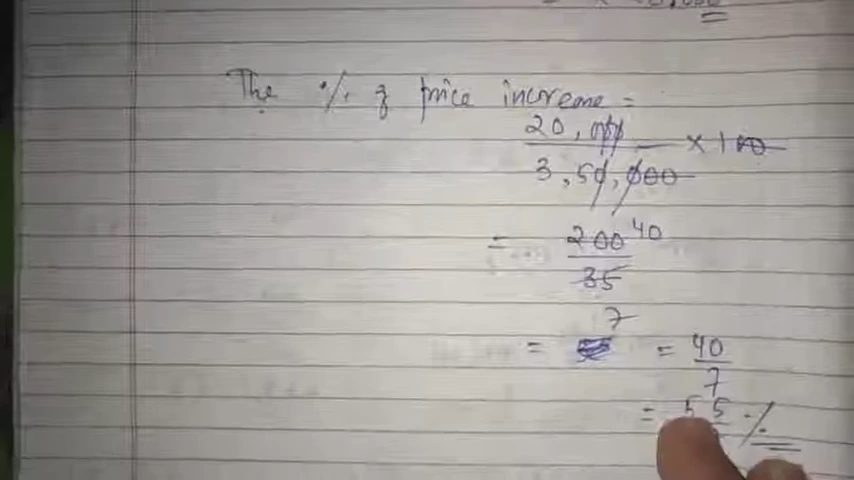 The % of price increase =
20,000 × 100
3,50,000
= 200 40
35
7
= = 40
7
= 5 5 %